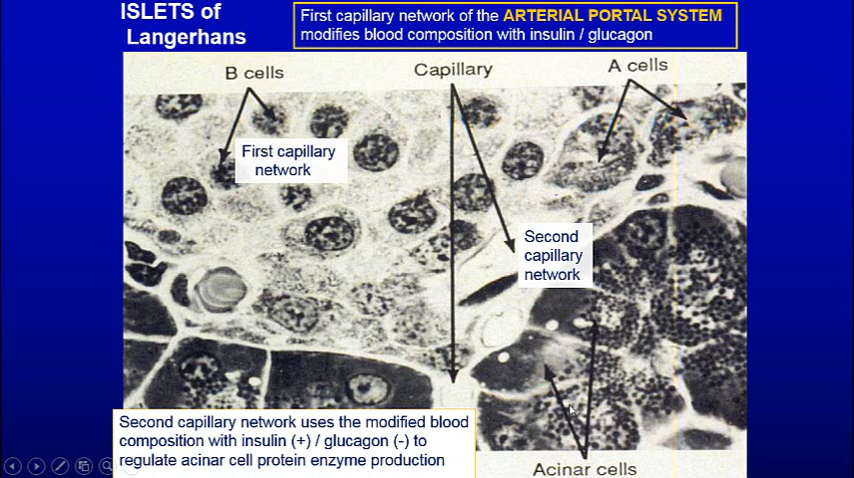 ISLETS of
Langerhans
First capillary network of the ARTERIAL PORTAL SYSTEM
modifies blood composition with insulin / glucagon
B cells
Capillary
A cells
First capillary
network
Second
capillary
network
Second capillary network uses the modified blood
composition with insulin (+) / glucagon (-) to
regulate acinar cell protein enzyme production
Acinar cells